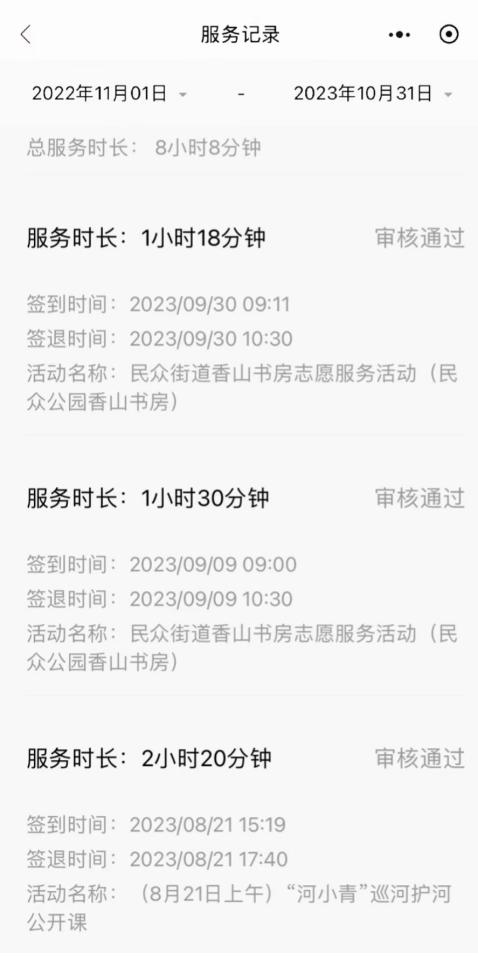 服务记录
2022年11月01日 - 2023年10月31日
总服务时长： 8小时8分钟
服务时长：1小时18分钟 审核通过
签到时间：2023/09/30 09:11
签退时间：2023/09/30 10:30
活动名称：民众街道香山书房志愿服务活动（民
众公园香山书房）
服务时长：1小时30分钟 审核通过
签到时间：2023/09/09 09:00
签退时间：2023/09/09 10:30
活动名称：民众街道香山书房志愿服务活动（民
众公园香山书房）
服务时长：2小时20分钟 审核通过
签到时间：2023/08/21 15:19
签退时间：2023/08/21 17:40
活动名称：（8月21日上午）“河小青”巡河护河
公开课